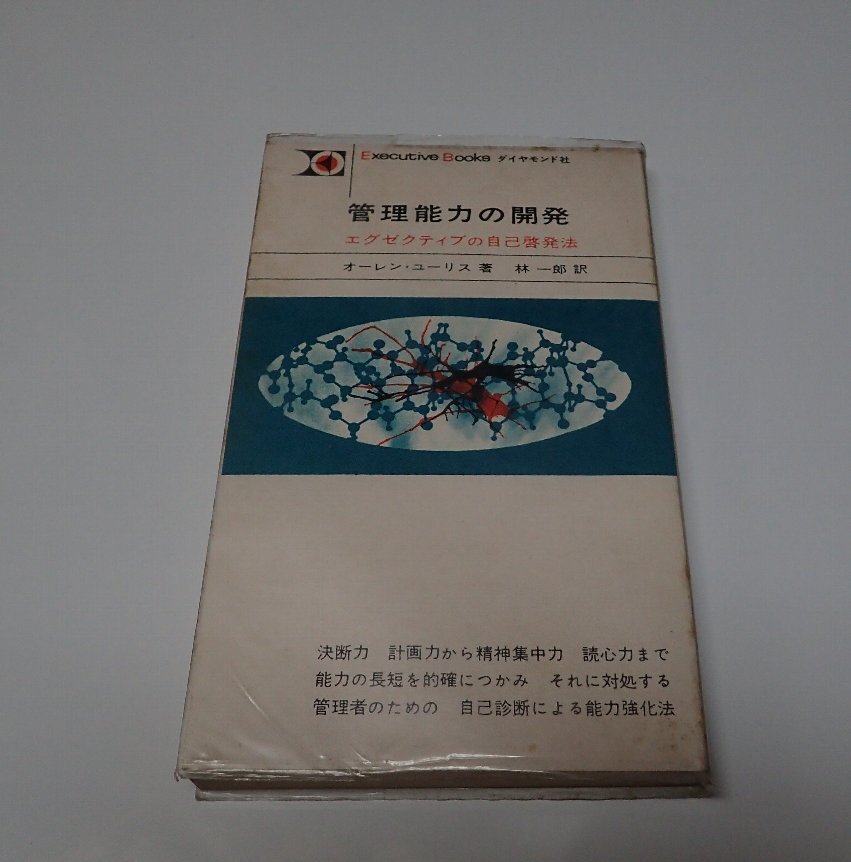 Executive Books ダイヤモンド社
管理能力の開発
エグゼクティブの自己啓発法
オーレン・ユーリス 著 林 一郎 訳
決断力 計画力から精神集中力 読心力まで
能力の長短を的確につかみ それに対処する
管理者のための 自己診断による能力強化法